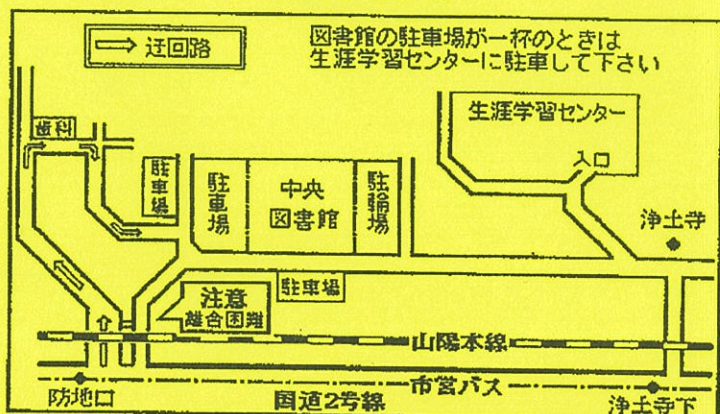 迂回路
図書館の駐車場が一杯のときは
生涯学習センターに駐車して下さい
歯科
駐車場
駐車場
中央
図書館
駐輪場
生涯学習センター
入口
浄土寺
注意
離合困難
駐車場
山陽本線
市営バス
防地口
国道2号線
浄土寺下